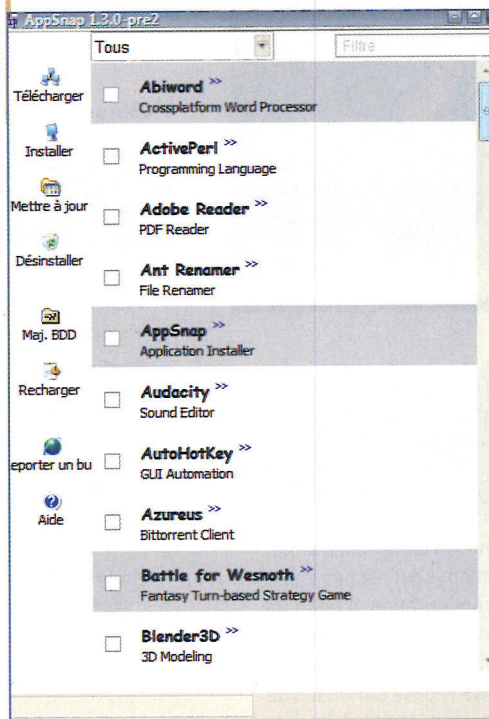 AppSnap 1.3.0-pre2
Tous
Filtre
Télécharger
Installer
Mettre à jour
Désinstaller
Maj. BDD
Recharger
eporter un bu
Aide
Abiword >>
Crossplatform Word Processor
ActivePerl >>
Programming Language
Adobe Reader >>
PDF Reader
Ant Renamer >>
File Renamer
AppSnap >>
Application Installer
Audacity >>
Sound Editor
AutoHotKey >>
GUI Automation
Azureus >>
Bittorrent Client
Battle for Wesnoth >>
Fantasy Turn-based Strategy Game
Blender3D >>
3D Modeling